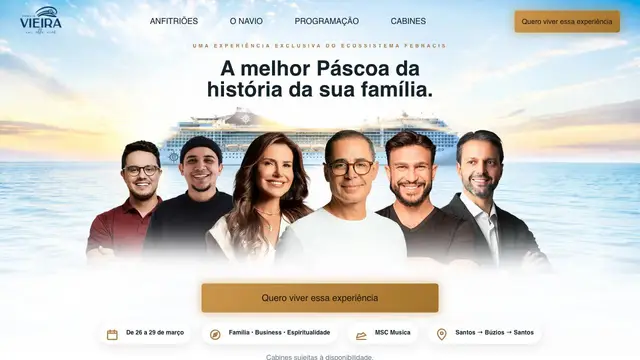 VIEIRA
ANFITRIÕES
O NAVIO
PROGRAMAÇÃO
CABINES
Quero viver essa experiência
UMA EXPERIÊNCIA EXCLUSIVA DO ECOSSISTEMA FEBRACIS
A melhor Páscoa da
história da sua família.
Quero viver essa experiência
De 26 a 29 de março
Família • Business • Espiritualidade
MSC Musica
Santos → Búzios → Santos
Cabines sujeitas à disponibilidade.